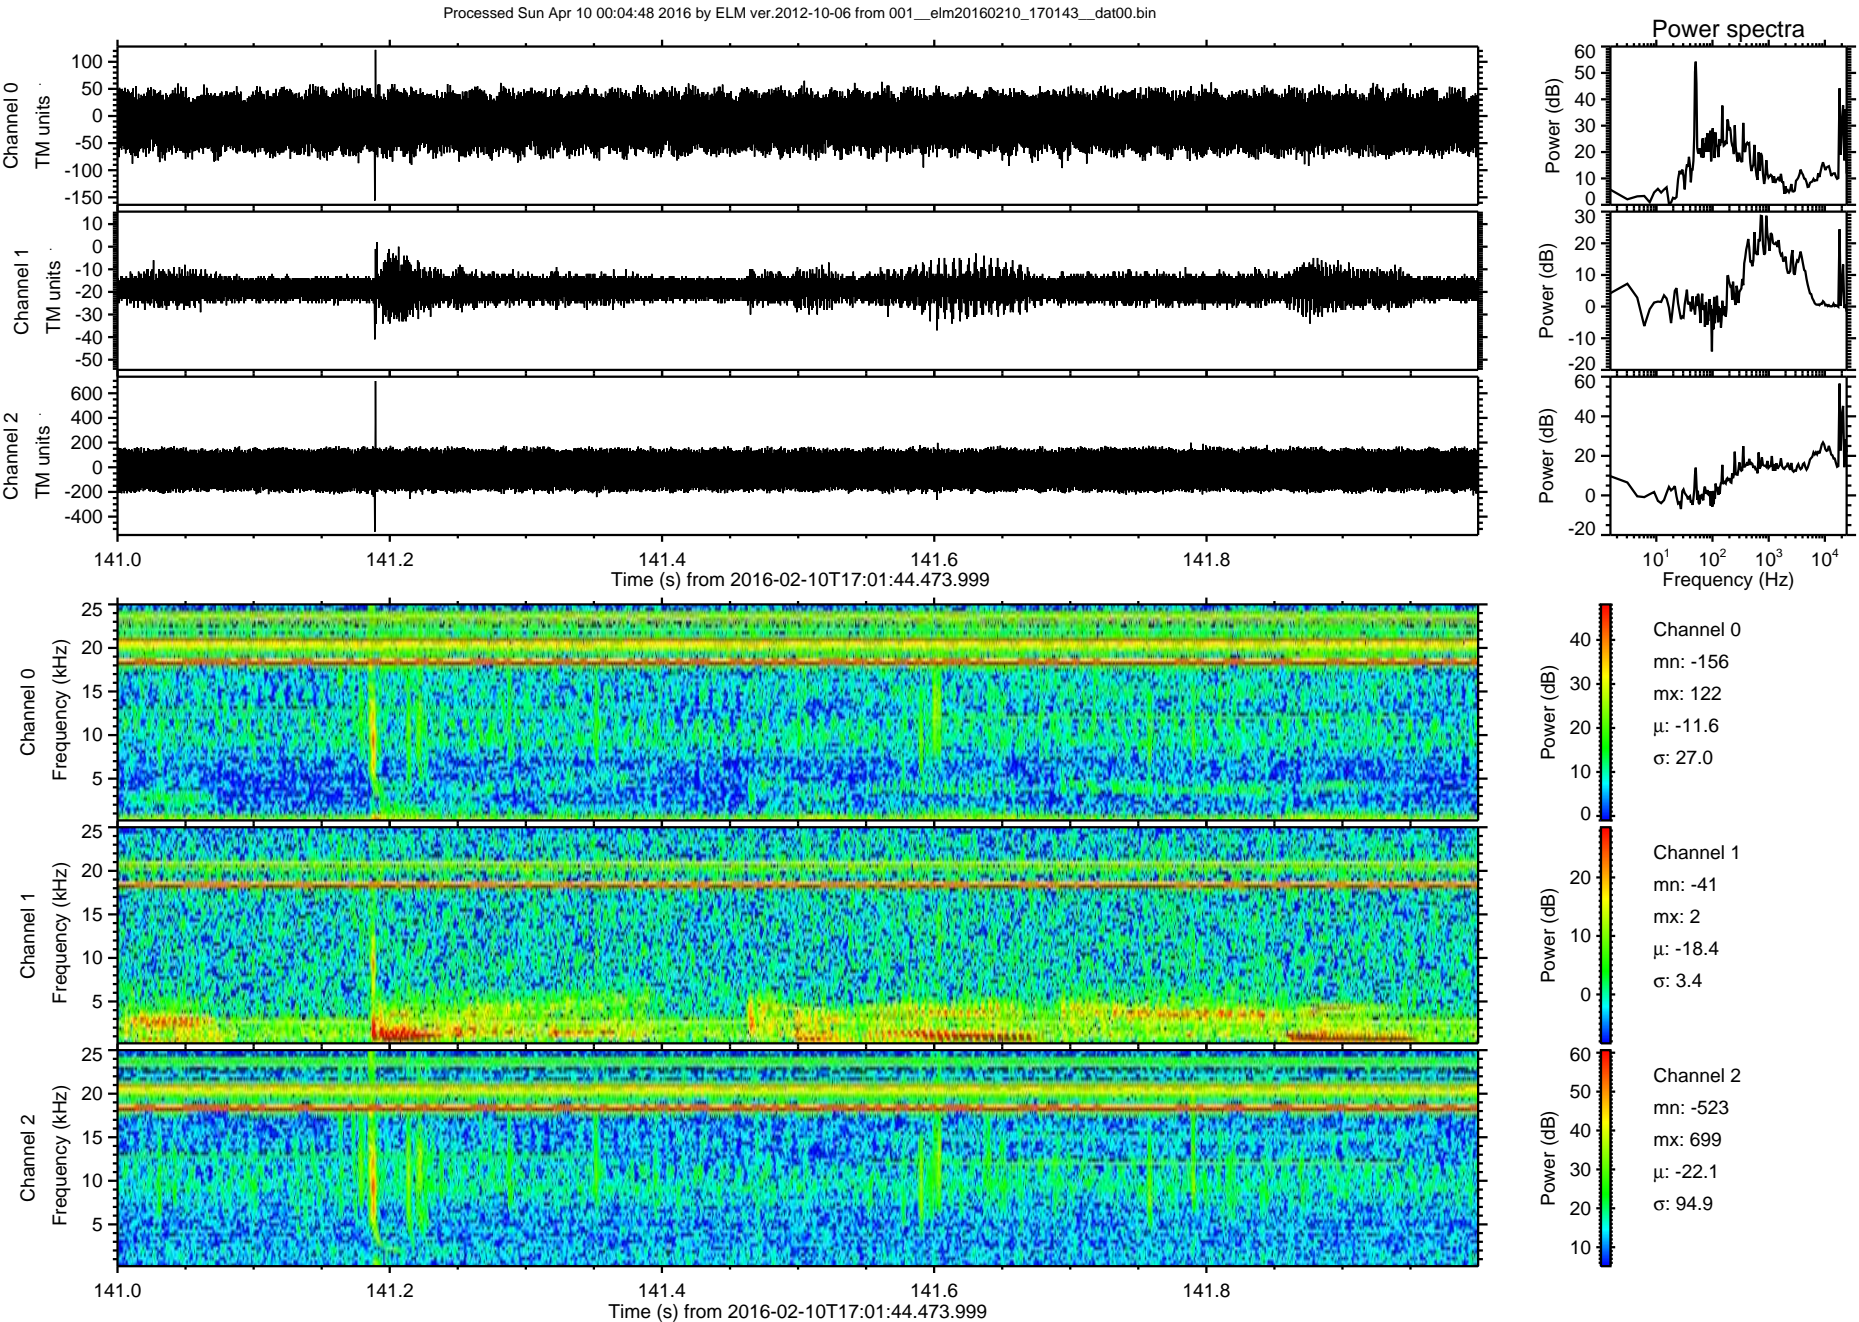 Processed Sun Apr 10 00:04:48 2016 by ELM ver.2012-10-06 from 001__elm20160210_170143__dat00.bin
Power spectra
Channel 0
TM units
100
50
0
-50
-100
-150
Power (dB)
60
50
40
30
20
10
0
Channel 1
TM units
10
0
-10
-20
-30
-40
-50
Power (dB)
30
20
10
0
-10
-20
Channel 2
TM units
600
400
200
0
-200
-400
Power (dB)
60
40
20
0
-20
141.0 141.2 141.4 141.6 141.8
Time (s) from 2016-02-10T17:01:44.473.999
10¹ 10² 10³ 10⁴
Frequency (Hz)
Channel 0
Frequency (kHz)
25
20
15
10
5
Power (dB)
40
30
20
10
0
Channel 0
mn: -156
mx: 122
µ: -11.6
σ: 27.0
Channel 1
Frequency (kHz)
25
20
15
10
5
Power (dB)
20
10
0
Channel 1
mn: -41
mx: 2
µ: -18.4
σ: 3.4
Channel 2
Frequency (kHz)
25
20
15
10
5
Power (dB)
60
50
40
30
20
10
Channel 2
mn: -523
mx: 699
µ: -22.1
σ: 94.9
141.0 141.2 141.4 141.6 141.8
Time (s) from 2016-02-10T17:01:44.473.999